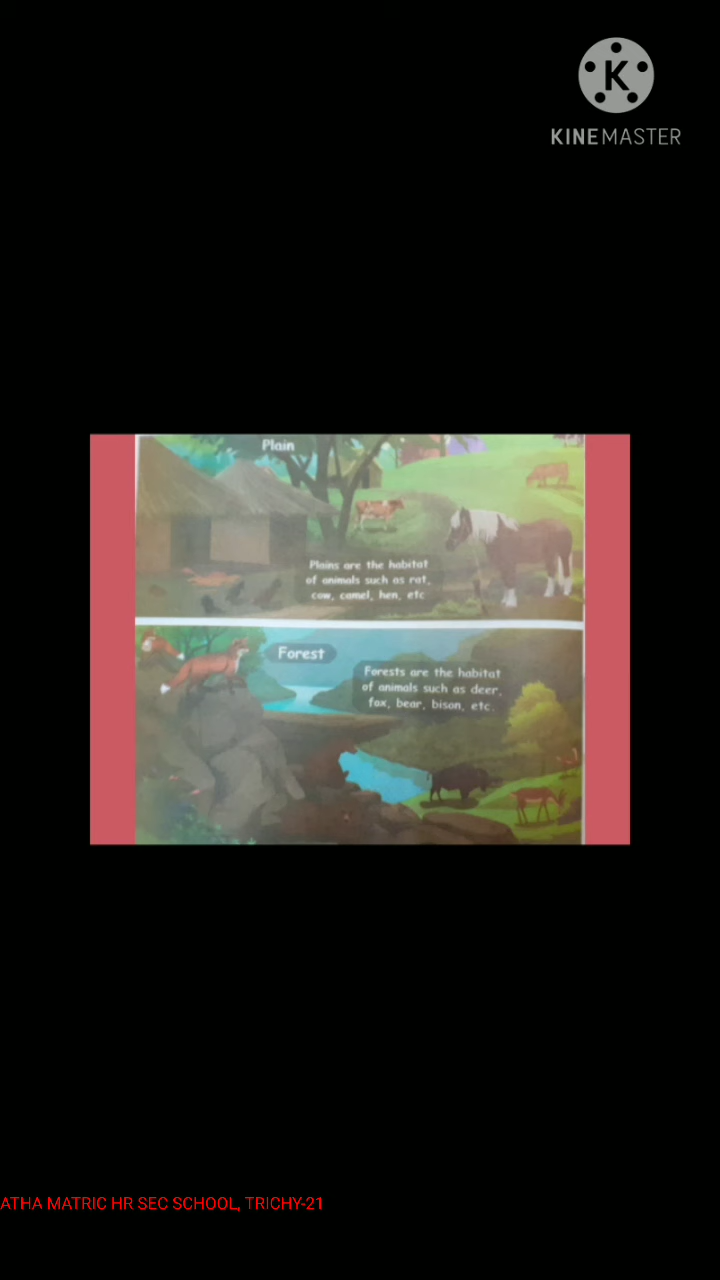 K
KINEMASTER
Plain
Plains are the habitat
of animals such as rat,
cow, camel, hen, etc
Forest
Forests are the habitat
of animals such as deer,
fox, bear, bison, etc.
ATHA MATRIC HR SEC SCHOOL, TRICHY-21